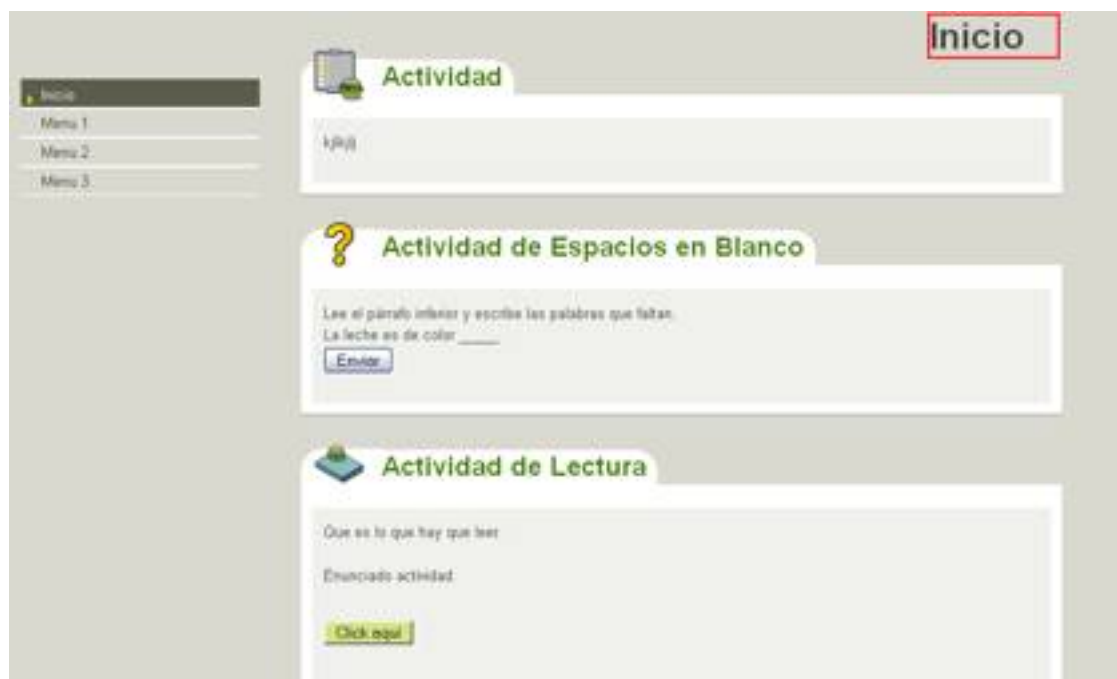 Inicio
Inicio
Menu 1
Menu 2
Menu 3
Actividad
Actividad de Espacios en Blanco
Lee el párrafo inferior y escribe las palabras que faltan.
La leche es de color _____
Enviar
Actividad de Lectura
Que es lo que hay que leer
Enunciado actividad
Click aquí